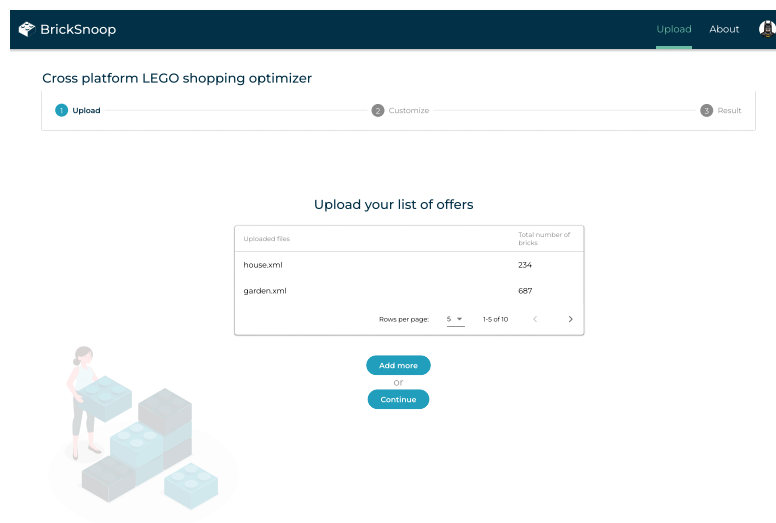 BrickSnoop
Upload
About
Cross platform LEGO shopping optimizer
1 Upload
2 Customize
3 Result
Upload your list of offers
Uploaded files
Total number of
bricks
house.xml
234
garden.xml
687
Rows per page: 5 1-5 of 10
Add more
or
Continue